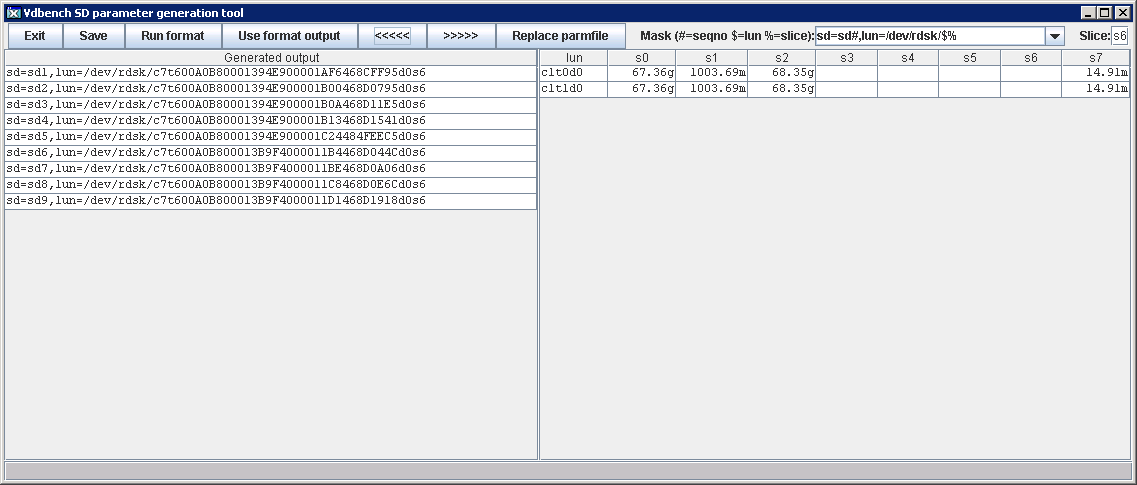 Vdbench SD parameter generation tool
Exit Save Run format Use format output <<<<< >>>>> Replace parmfile Mask (#=seqno $=lun %=slice): sd=sd#,lun=/dev/rdsk/$% Slice: s6
Generated output
sd=sd1,lun=/dev/rdsk/c7t600A0B80001394E900001AF6468CFF95d0s6
sd=sd2,lun=/dev/rdsk/c7t600A0B80001394E900001B00468D0795d0s6
sd=sd3,lun=/dev/rdsk/c7t600A0B80001394E900001B0A468D11E5d0s6
sd=sd4,lun=/dev/rdsk/c7t600A0B80001394E900001B13468D1541d0s6
sd=sd5,lun=/dev/rdsk/c7t600A0B80001394E900001C24484FEEC5d0s6
sd=sd6,lun=/dev/rdsk/c7t600A0B800013B9F4000011B4468D044Cd0s6
sd=sd7,lun=/dev/rdsk/c7t600A0B800013B9F4000011BE468D0A06d0s6
sd=sd8,lun=/dev/rdsk/c7t600A0B800013B9F4000011C8468D0E6Cd0s6
sd=sd9,lun=/dev/rdsk/c7t600A0B800013B9F4000011D1468D1918d0s6
lun s0 s1 s2 s3 s4 s5 s6 s7
c1t0d0 67.36g 1003.69m 68.35g 14.91m
c1t1d0 67.36g 1003.69m 68.35g 14.91m